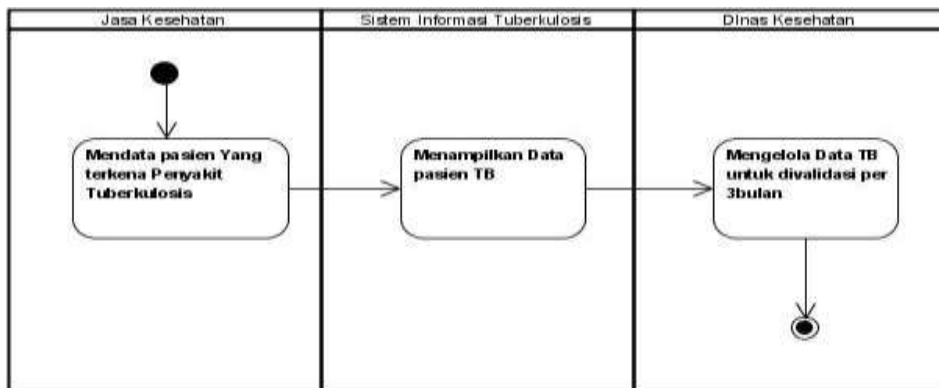 Jasa Kesehatan
Sistem Informasi Tuberkulosis
DInas Kesehatan
Mendata pasien Yang
terkena Penyakit
Tuberkulosis
Menampilkan Data
pasien TB
Mengelola Data TB
untuk divalidasi per
3bulan